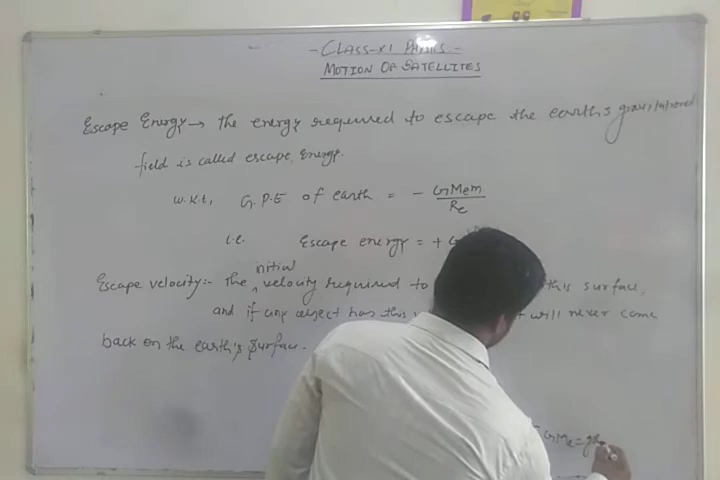 - CLASS-XI PHYSICS -
MOTION OF SATELLITES
Escape Energy → The energy required to escape the earth's gravitational
field is called escape energy.
W.K.t, G.P.E of earth = - GMem/Re
i.e. Escape energy = + G
Escape velocity:- The initial velocity required to this surface,
and if any object has this will never come
back on the earth's surface.
GMe = g